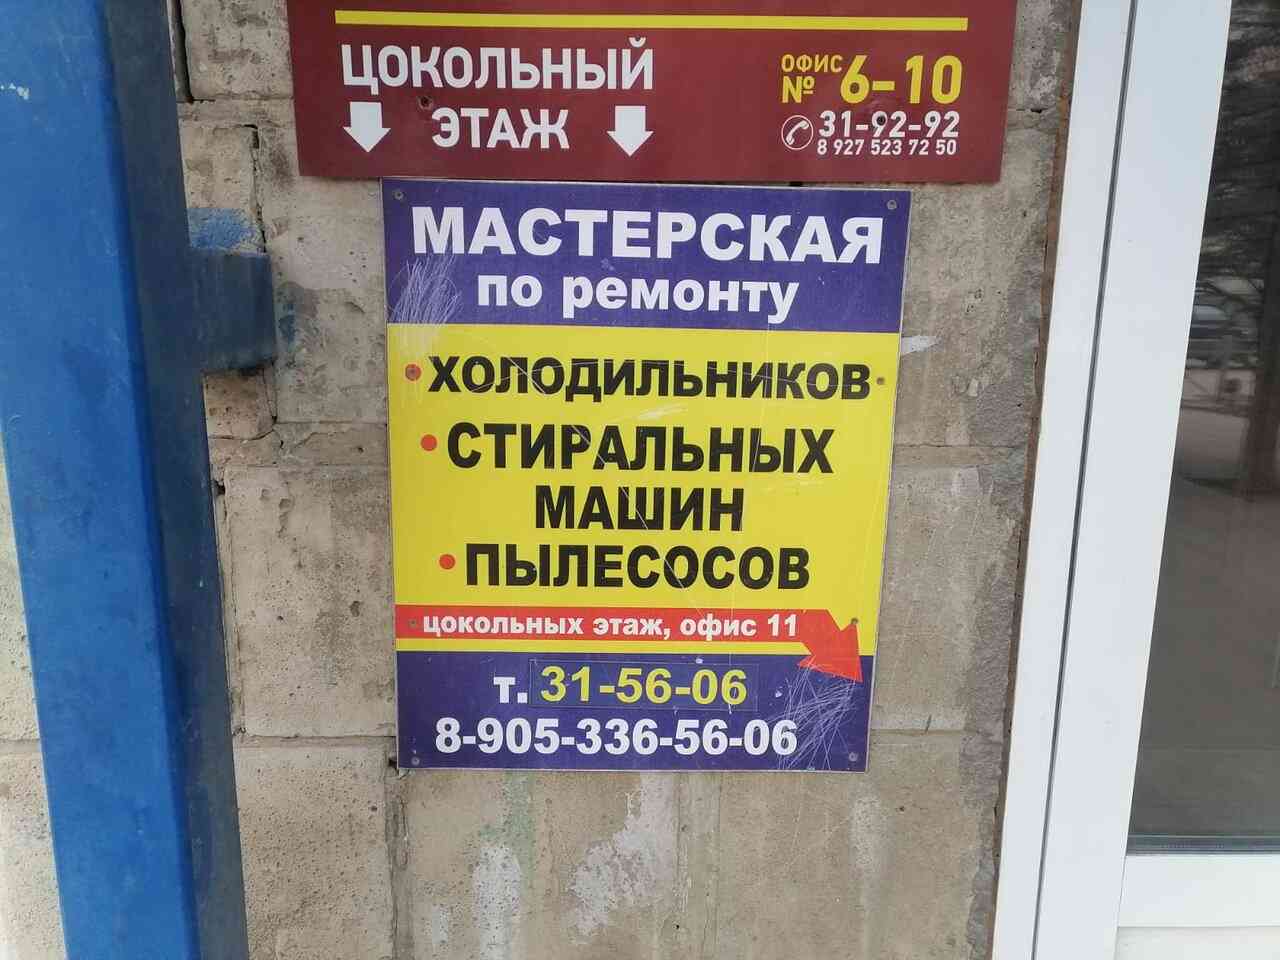 ЦОКОЛЬНЫЙ
ЭТАЖ
ОФИС
№ 6-10
31-92-92
8 927 523 72 50
МАСТЕРСКАЯ
по ремонту
• ХОЛОДИЛЬНИКОВ
• СТИРАЛЬНЫХ
МАШИН
• ПЫЛЕСОСОВ
цокольных этаж, офис 11
т. 31-56-06
8-905-336-56-06